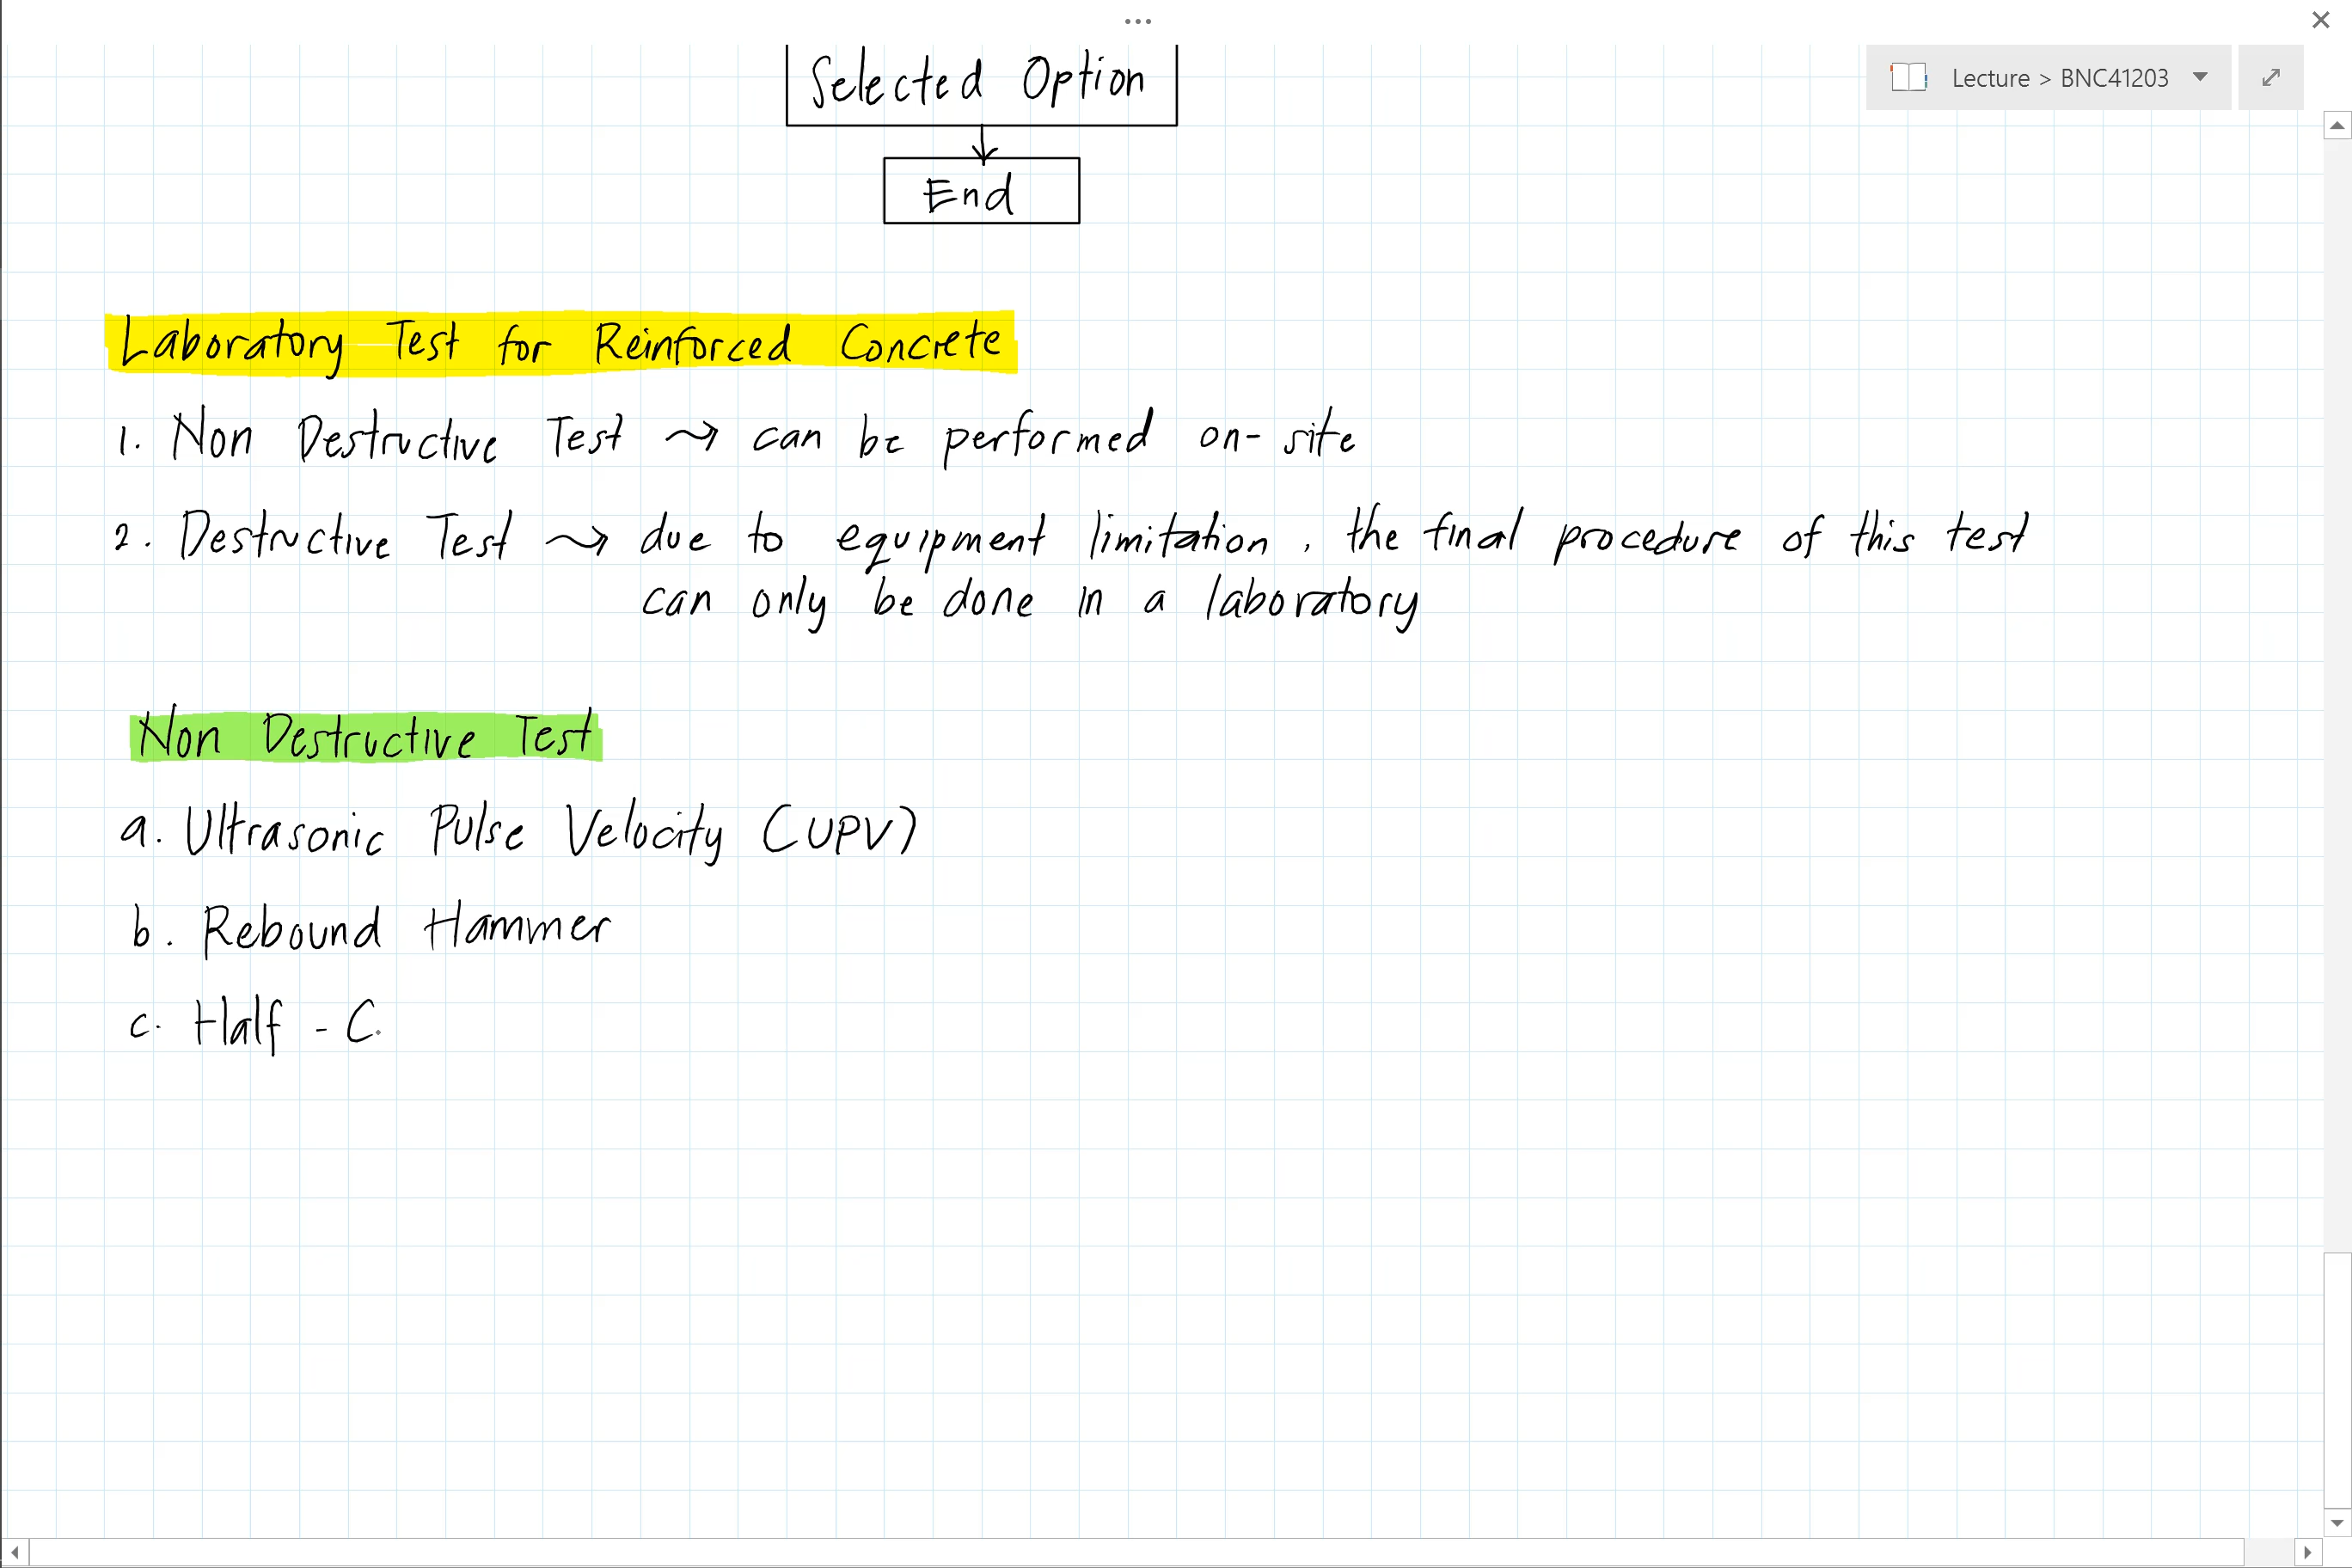 ...
Lecture > BNC41203
Selected Option
End
Laboratory Test for Reinforced Concrete
1. Non Destructive Test ⇝ can be performed on-site
2. Destructive Test ⇝ due to equipment limitation, the final procedure of this test
can only be done in a laboratory
Non Destructive Test
a. Ultrasonic Pulse Velocity (UPV)
b. Rebound Hammer
c. Half - C